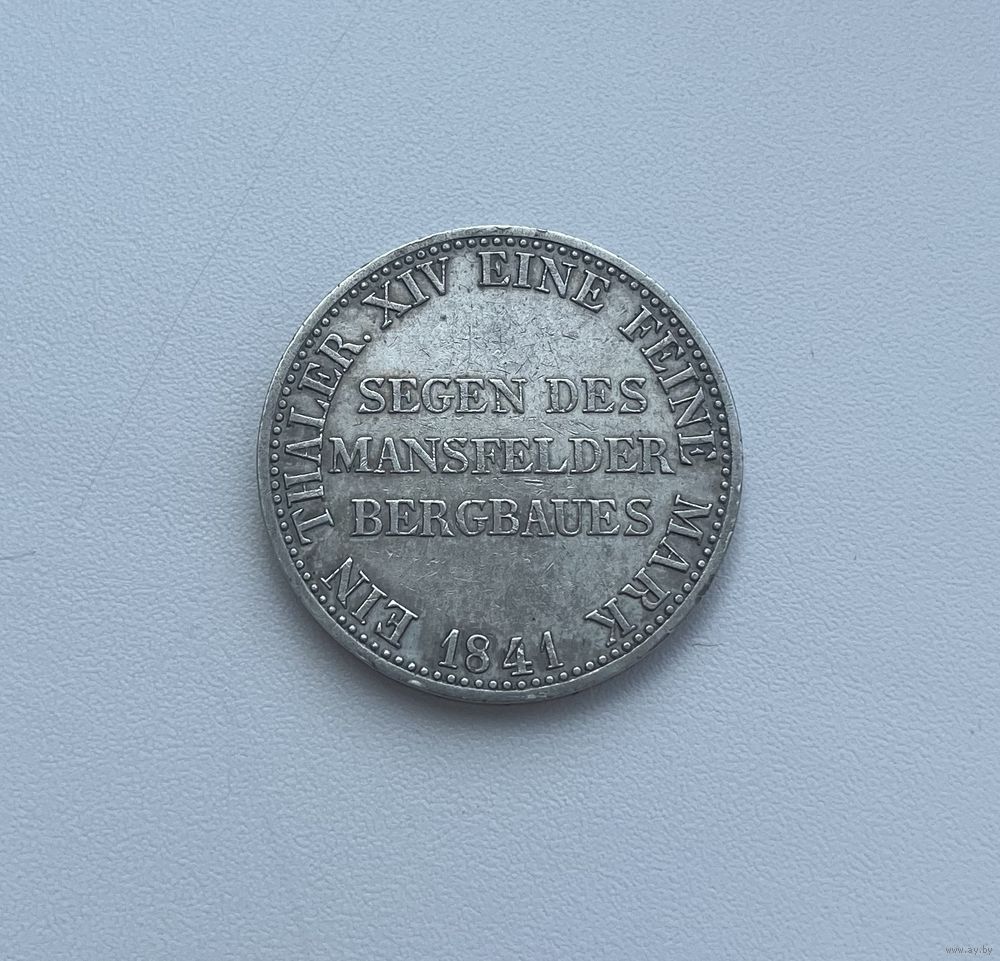 EIN THALER. XIV EINE FEINE MARK
SEGEN DES
MANSFELDER
BERGBAUES
1841
www.ay.by